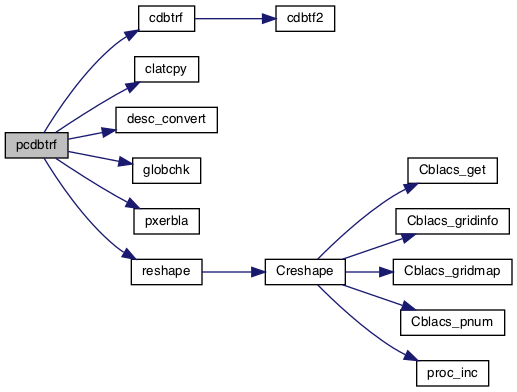 pcdbtrf
cdbtrf
cdbtf2
clatcpy
desc_convert
globchk
pxerbla
reshape
Creshape
Cblacs_get
Cblacs_gridinfo
Cblacs_gridmap
Cblacs_pnum
proc_inc